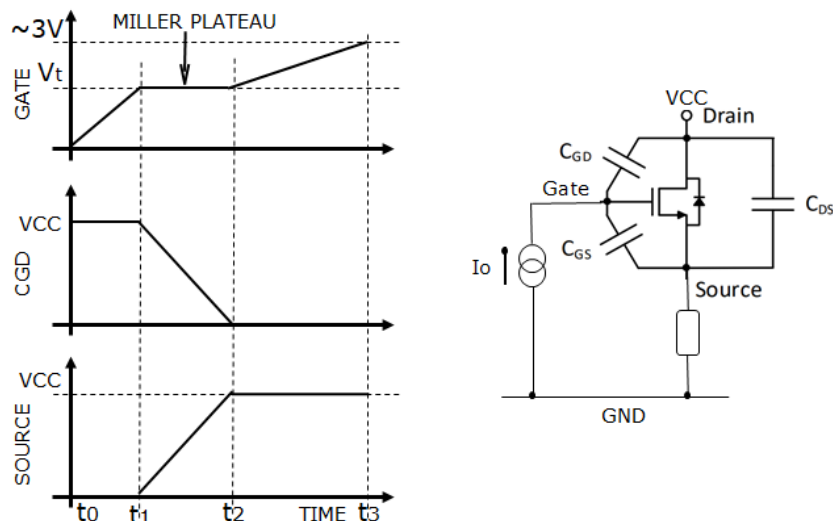 MILLER PLATEAU
~3V
Vt
GATE
VCC
CGD
VCC
SOURCE
t0
t1
t2
TIME
t3
VCC
Drain
CGD
Gate
CDS
CGS
Io
Source
GND